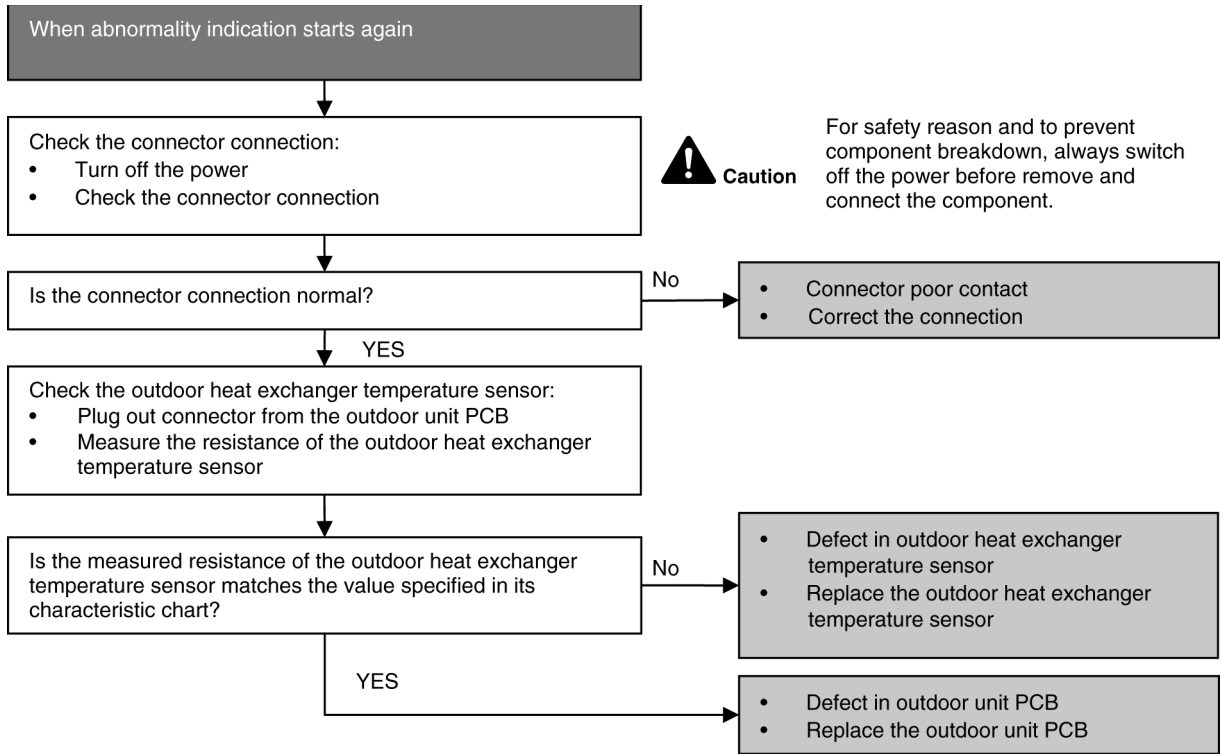 When abnormality indication starts again
Check the connector connection:
• Turn off the power
• Check the connector connection
Caution
For safety reason and to prevent
component breakdown, always switch
off the power before remove and
connect the component.
Is the connector connection normal?
No
• Connector poor contact
• Correct the connection
YES
Check the outdoor heat exchanger temperature sensor:
• Plug out connector from the outdoor unit PCB
• Measure the resistance of the outdoor heat exchanger
temperature sensor
Is the measured resistance of the outdoor heat exchanger
temperature sensor matches the value specified in its
characteristic chart?
No
• Defect in outdoor heat exchanger
temperature sensor
• Replace the outdoor heat exchanger
temperature sensor
YES
• Defect in outdoor unit PCB
• Replace the outdoor unit PCB